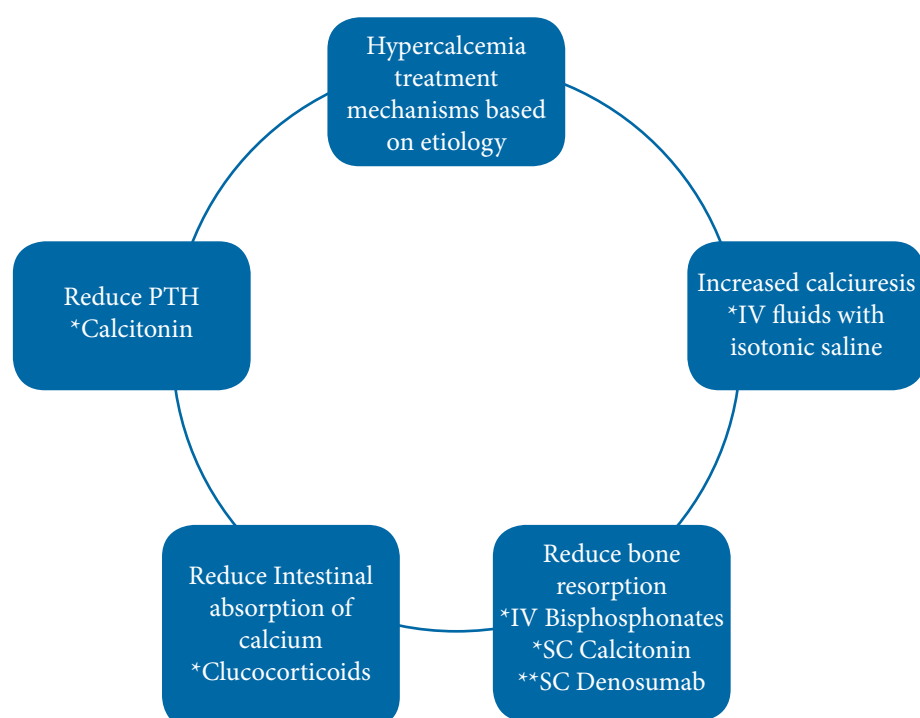 Hypercalcemia
treatment
mechanisms based
on etiology
Increased calciuresis
*IV fluids with
isotonic saline
Reduce bone
resorption
*IV Bisphosphonates
*SC Calcitonin
**SC Denosumab
Reduce Intestinal
absorption of
calcium
*Clucocorticoids
Reduce PTH
*Calcitonin